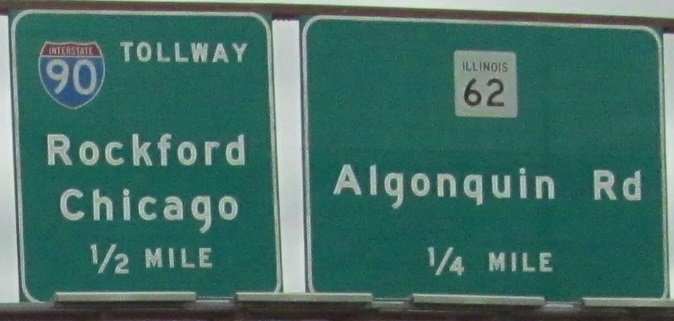 INTERSTATE
90 TOLLWAY
Rockford
Chicago
1/2 MILE
ILLINOIS
62
Algonquin Rd
1/4 MILE